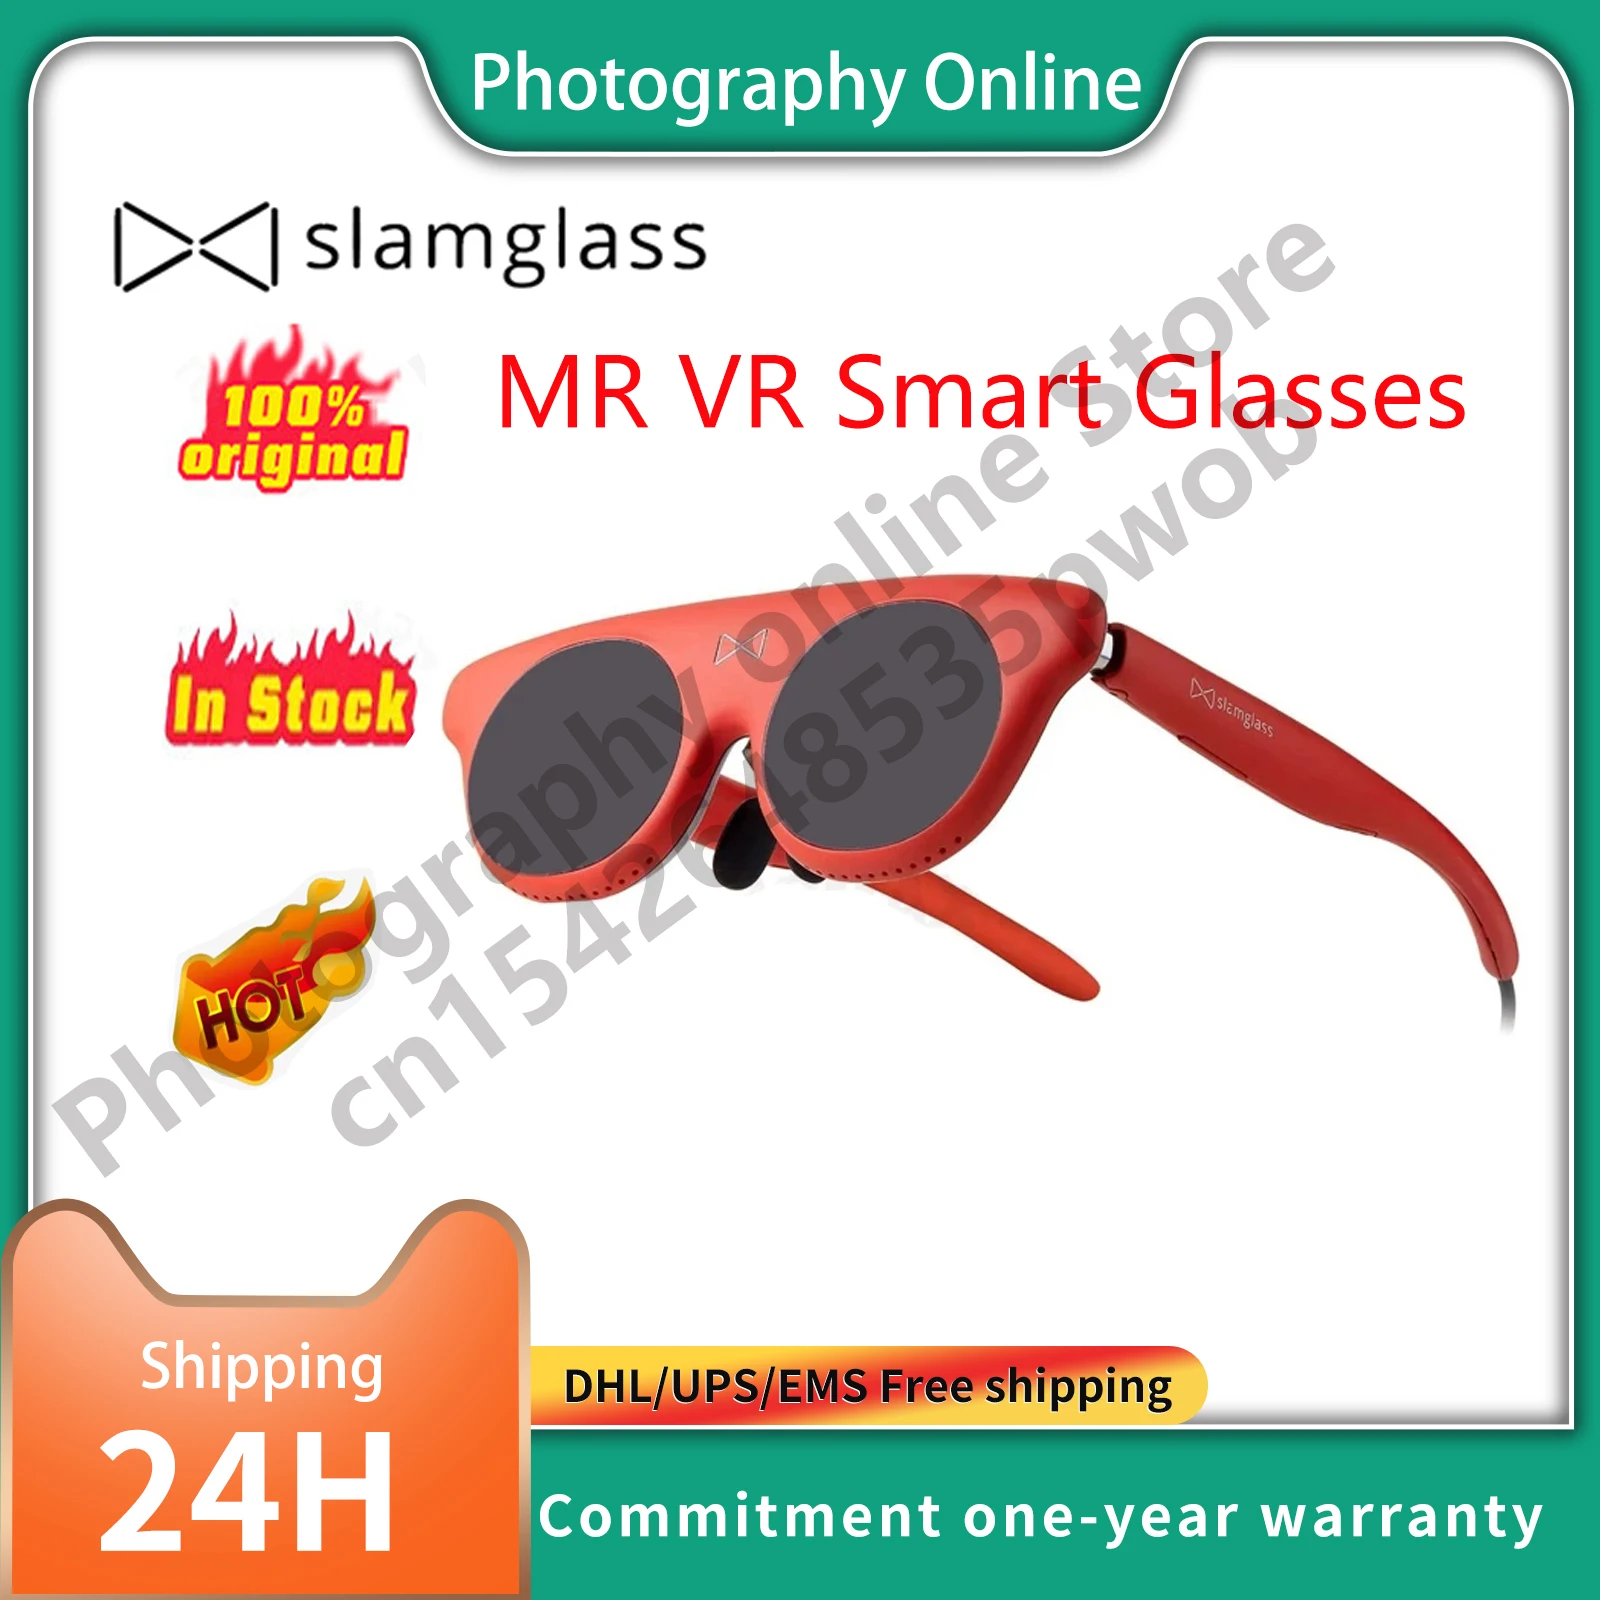 Photography Online
slamglass
100%
original
MR VR Smart Glasses
In Stock
slamglass
HOT
Photography online Store
cn1542648535pwob
Shipping
24H
DHL/UPS/EMS Free shipping
Commitment one-year warranty